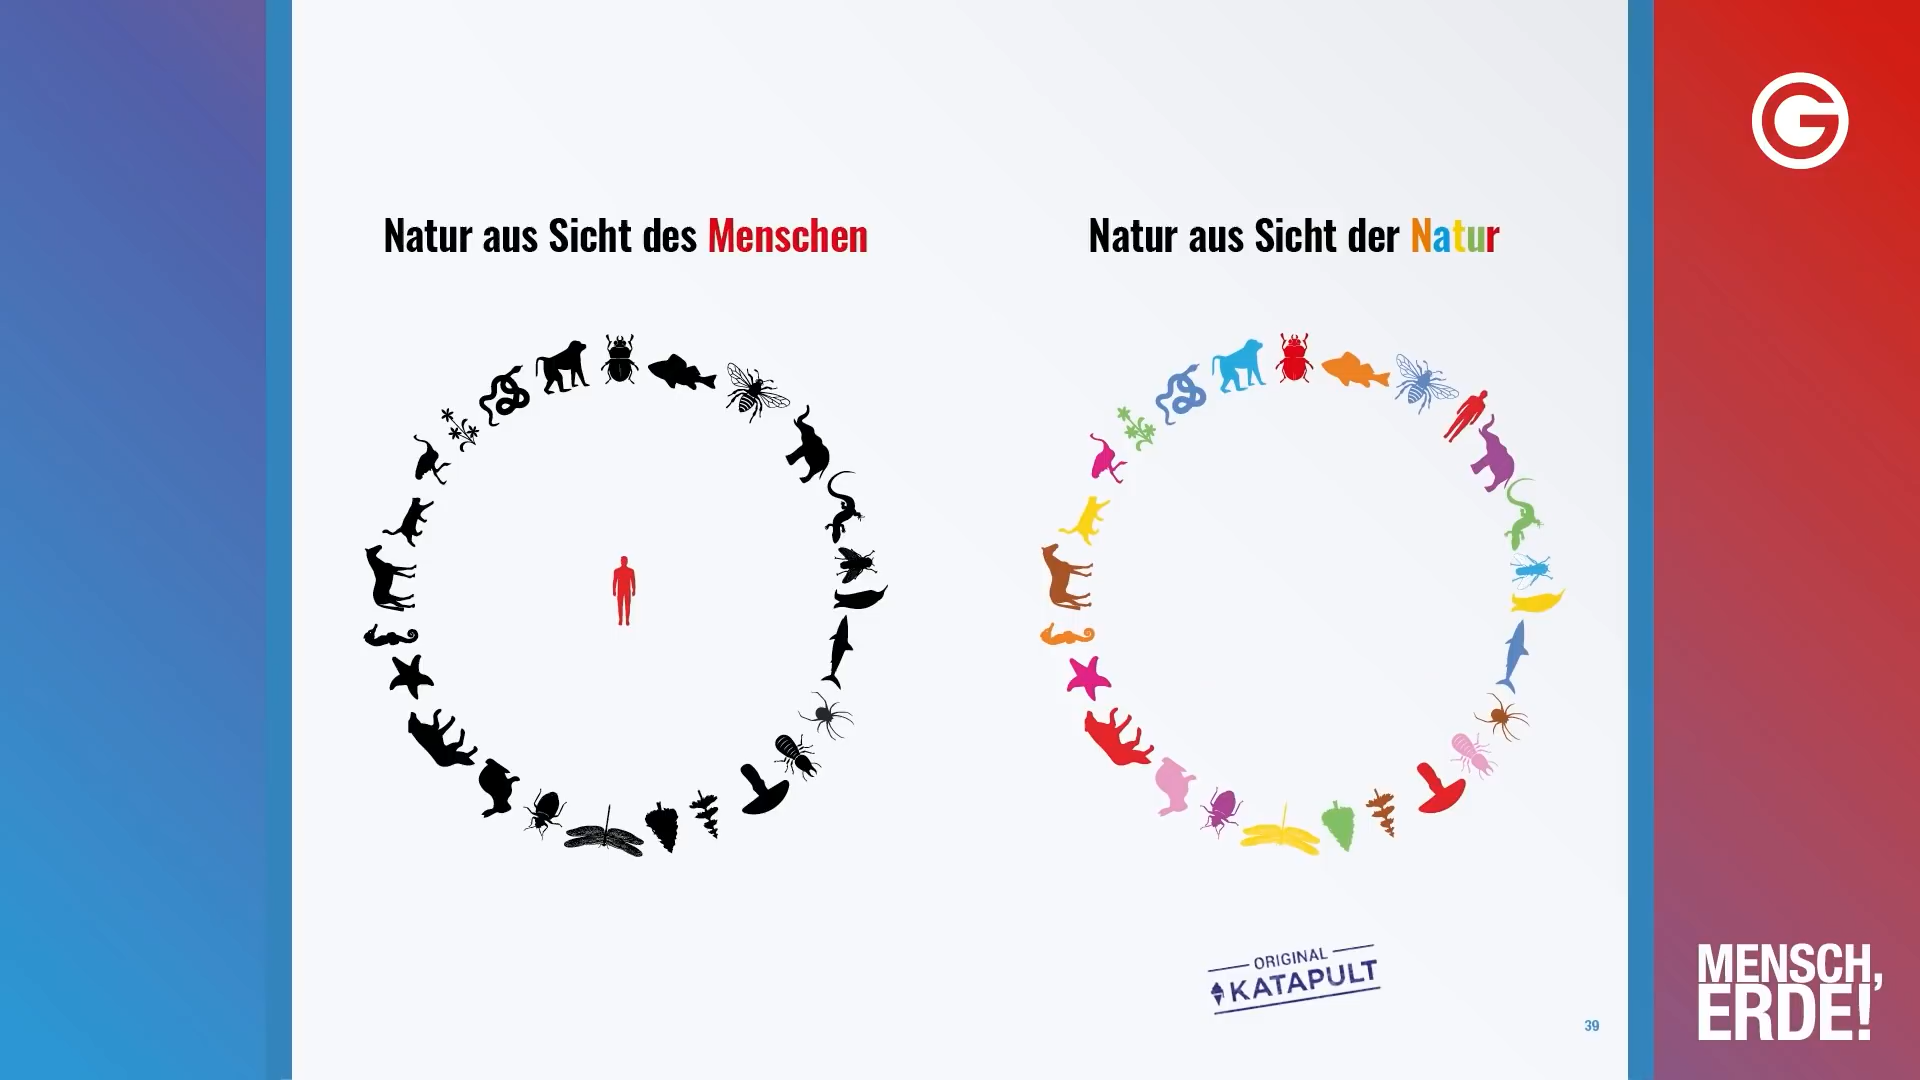 Natur aus Sicht des Menschen
Natur aus Sicht der Natur
ORIGINAL
KATAPULT
39
G
MENSCH,
ERDE!